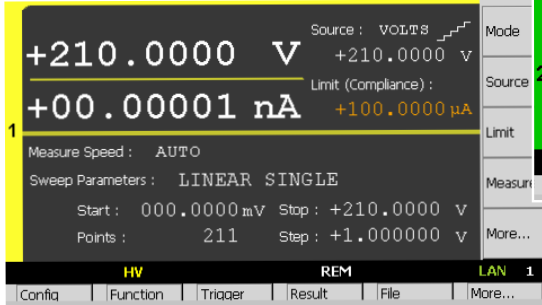 Source : VOLTS
+210.0000 V
+210.0000 V
Limit (Compliance) :
+00.00001 nA
+100.0000 µA
1
Measure Speed : AUTO
Sweep Parameters : LINEAR SINGLE
Start : 000.0000 mV Stop : +210.0000 V
Points : 211 Step : +1.000000 V
Mode
Source
Limit
Measure
More...
HV REM LAN 1
Config Function Trigger Result File More...